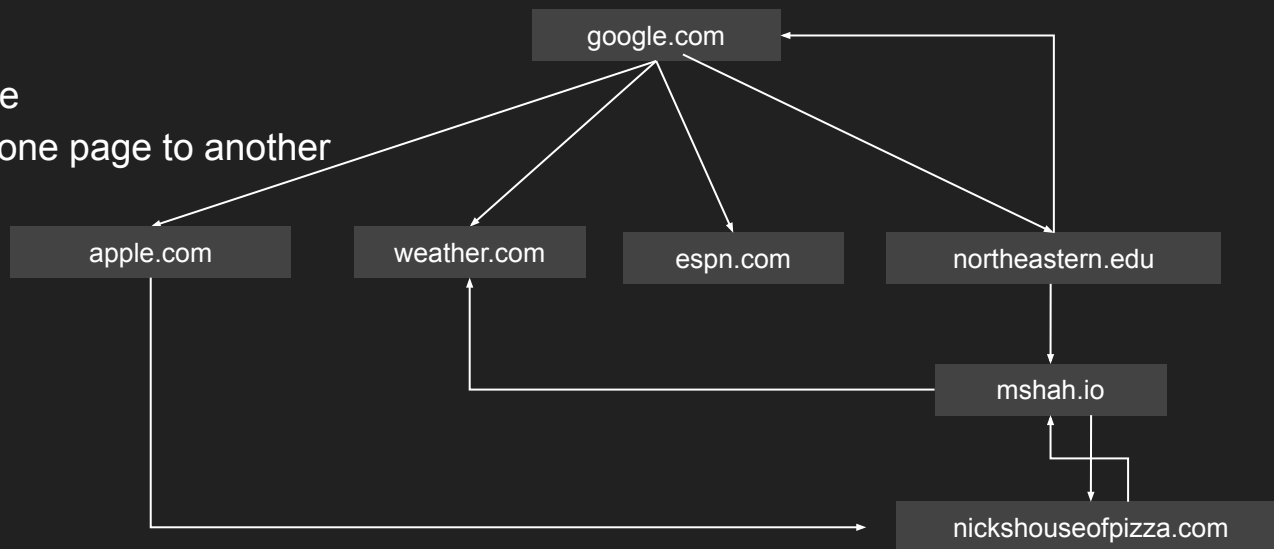 google.com
e
one page to another
apple.com
weather.com
espn.com
northeastern.edu
mshah.io
nickshouseofpizza.com